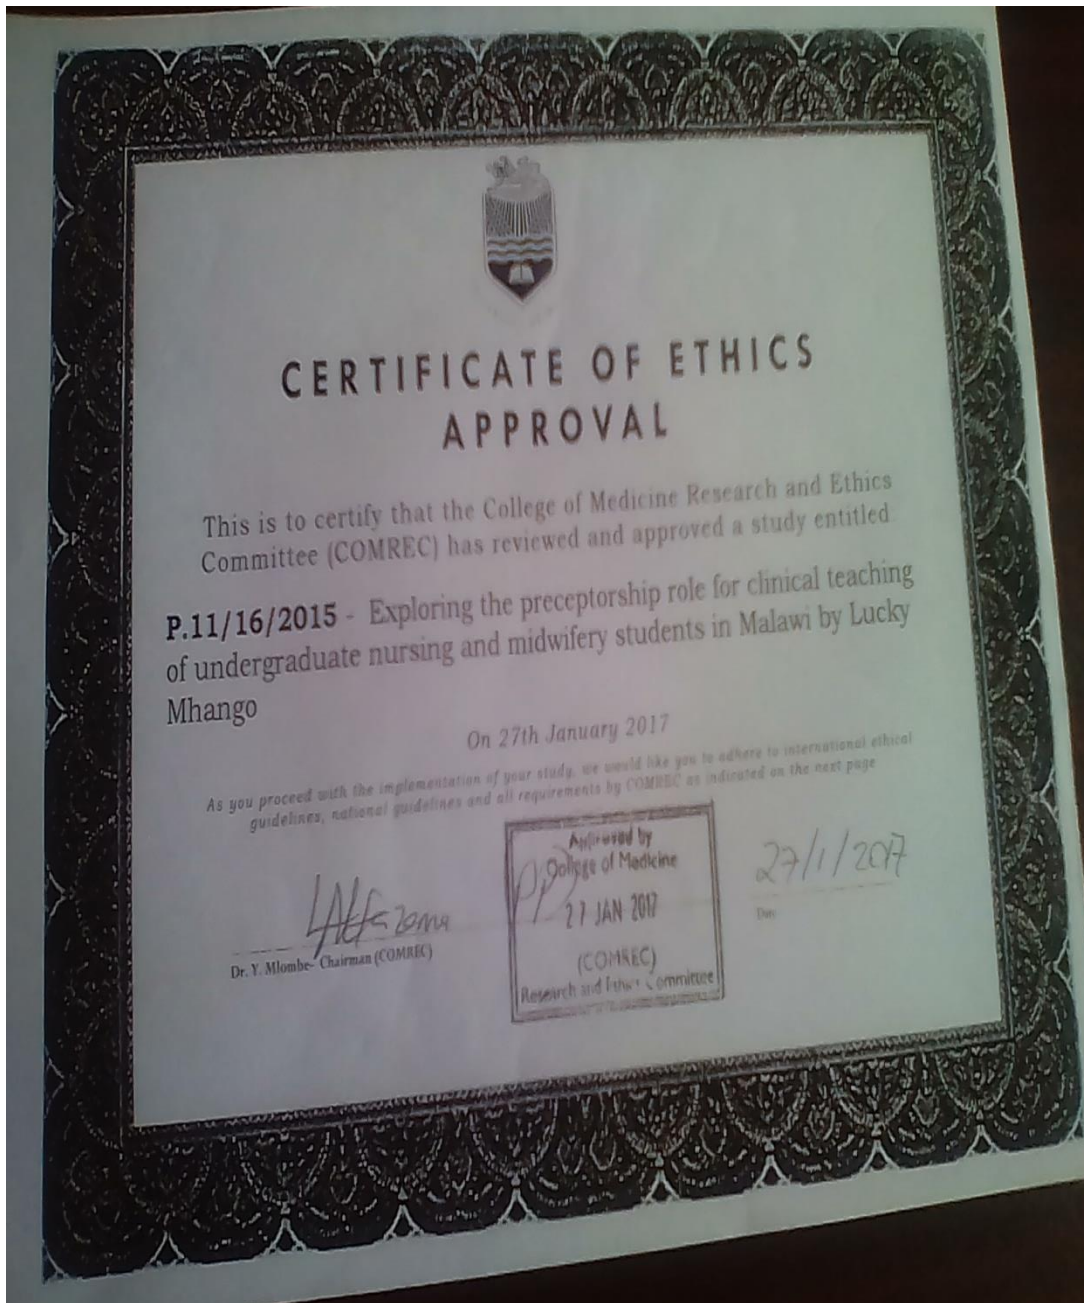 CERTIFICATE OF ETHICS
APPROVAL
This is to certify that the College of Medicine Research and Ethics
Committee (COMREC) has reviewed and approved a study entitled
P.11/16/2015 - Exploring the preceptorship role for clinical teaching
of undergraduate nursing and midwifery students in Malawi by Lucky
Mhango
On 27th January 2017
As you proceed with the implementation of your study, we would like you to adhere to international ethical
guidelines, national guidelines and all requirements by COMREC as indicated on the next page
Approved by
College of Medicine
27 JAN 2017
(COMREC)
Research and Ethics Committee
27/1/2017
Date
Dr. Y. Mlombe- Chairman (COMREC)